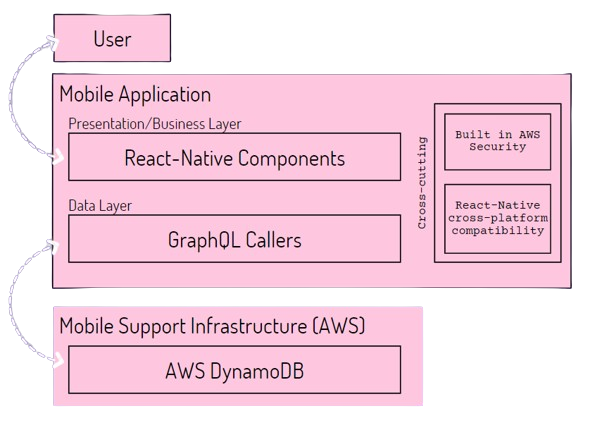 User
Mobile Application
Presentation/Business Layer
React-Native Components
Data Layer
GraphQL Callers
Cross-cutting
Built in AWS
Security
React-Native
cross-platform
compatibility
Mobile Support Infrastructure (AWS)
AWS DynamoDB